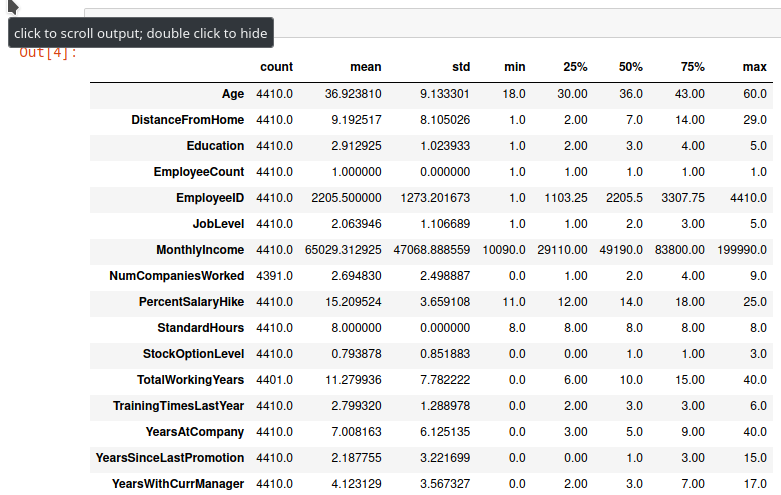 click to scroll output; double click to hide
Out[4]:
count mean std min 25% 50% 75% max
Age 4410.0 36.923810 9.133301 18.0 30.00 36.0 43.00 60.0
DistanceFromHome 4410.0 9.192517 8.105026 1.0 2.00 7.0 14.00 29.0
Education 4410.0 2.912925 1.023933 1.0 2.00 3.0 4.00 5.0
EmployeeCount 4410.0 1.000000 0.000000 1.0 1.00 1.0 1.00 1.0
EmployeeID 4410.0 2205.500000 1273.201673 1.0 1103.25 2205.5 3307.75 4410.0
JobLevel 4410.0 2.063946 1.106689 1.0 1.00 2.0 3.00 5.0
MonthlyIncome 4410.0 65029.312925 47068.888559 10090.0 29110.00 49190.0 83800.00 199990.0
NumCompaniesWorked 4391.0 2.694830 2.498887 0.0 1.00 2.0 4.00 9.0
PercentSalaryHike 4410.0 15.209524 3.659108 11.0 12.00 14.0 18.00 25.0
StandardHours 4410.0 8.000000 0.000000 8.0 8.00 8.0 8.00 8.0
StockOptionLevel 4410.0 0.793878 0.851883 0.0 0.00 1.0 1.00 3.0
TotalWorkingYears 4401.0 11.279936 7.782222 0.0 6.00 10.0 15.00 40.0
TrainingTimesLastYear 4410.0 2.799320 1.288978 0.0 2.00 3.0 3.00 6.0
YearsAtCompany 4410.0 7.008163 6.125135 0.0 3.00 5.0 9.00 40.0
YearsSinceLastPromotion 4410.0 2.187755 3.221699 0.0 0.00 1.0 3.00 15.0
YearsWithCurrManager 4410.0 4.123129 3.567327 0.0 2.00 3.0 7.00 17.0